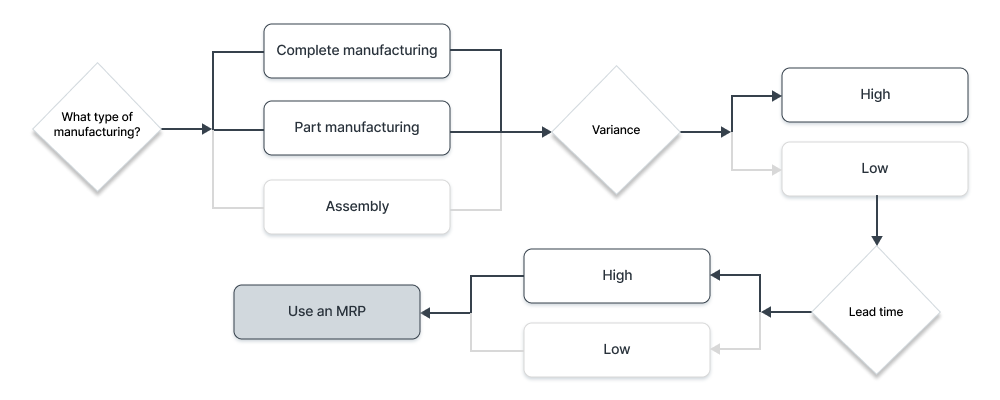 What type of
manufacturing?
Complete manufacturing
Part manufacturing
Assembly
Variance
High
Low
Lead time
High
Low
Use an MRP